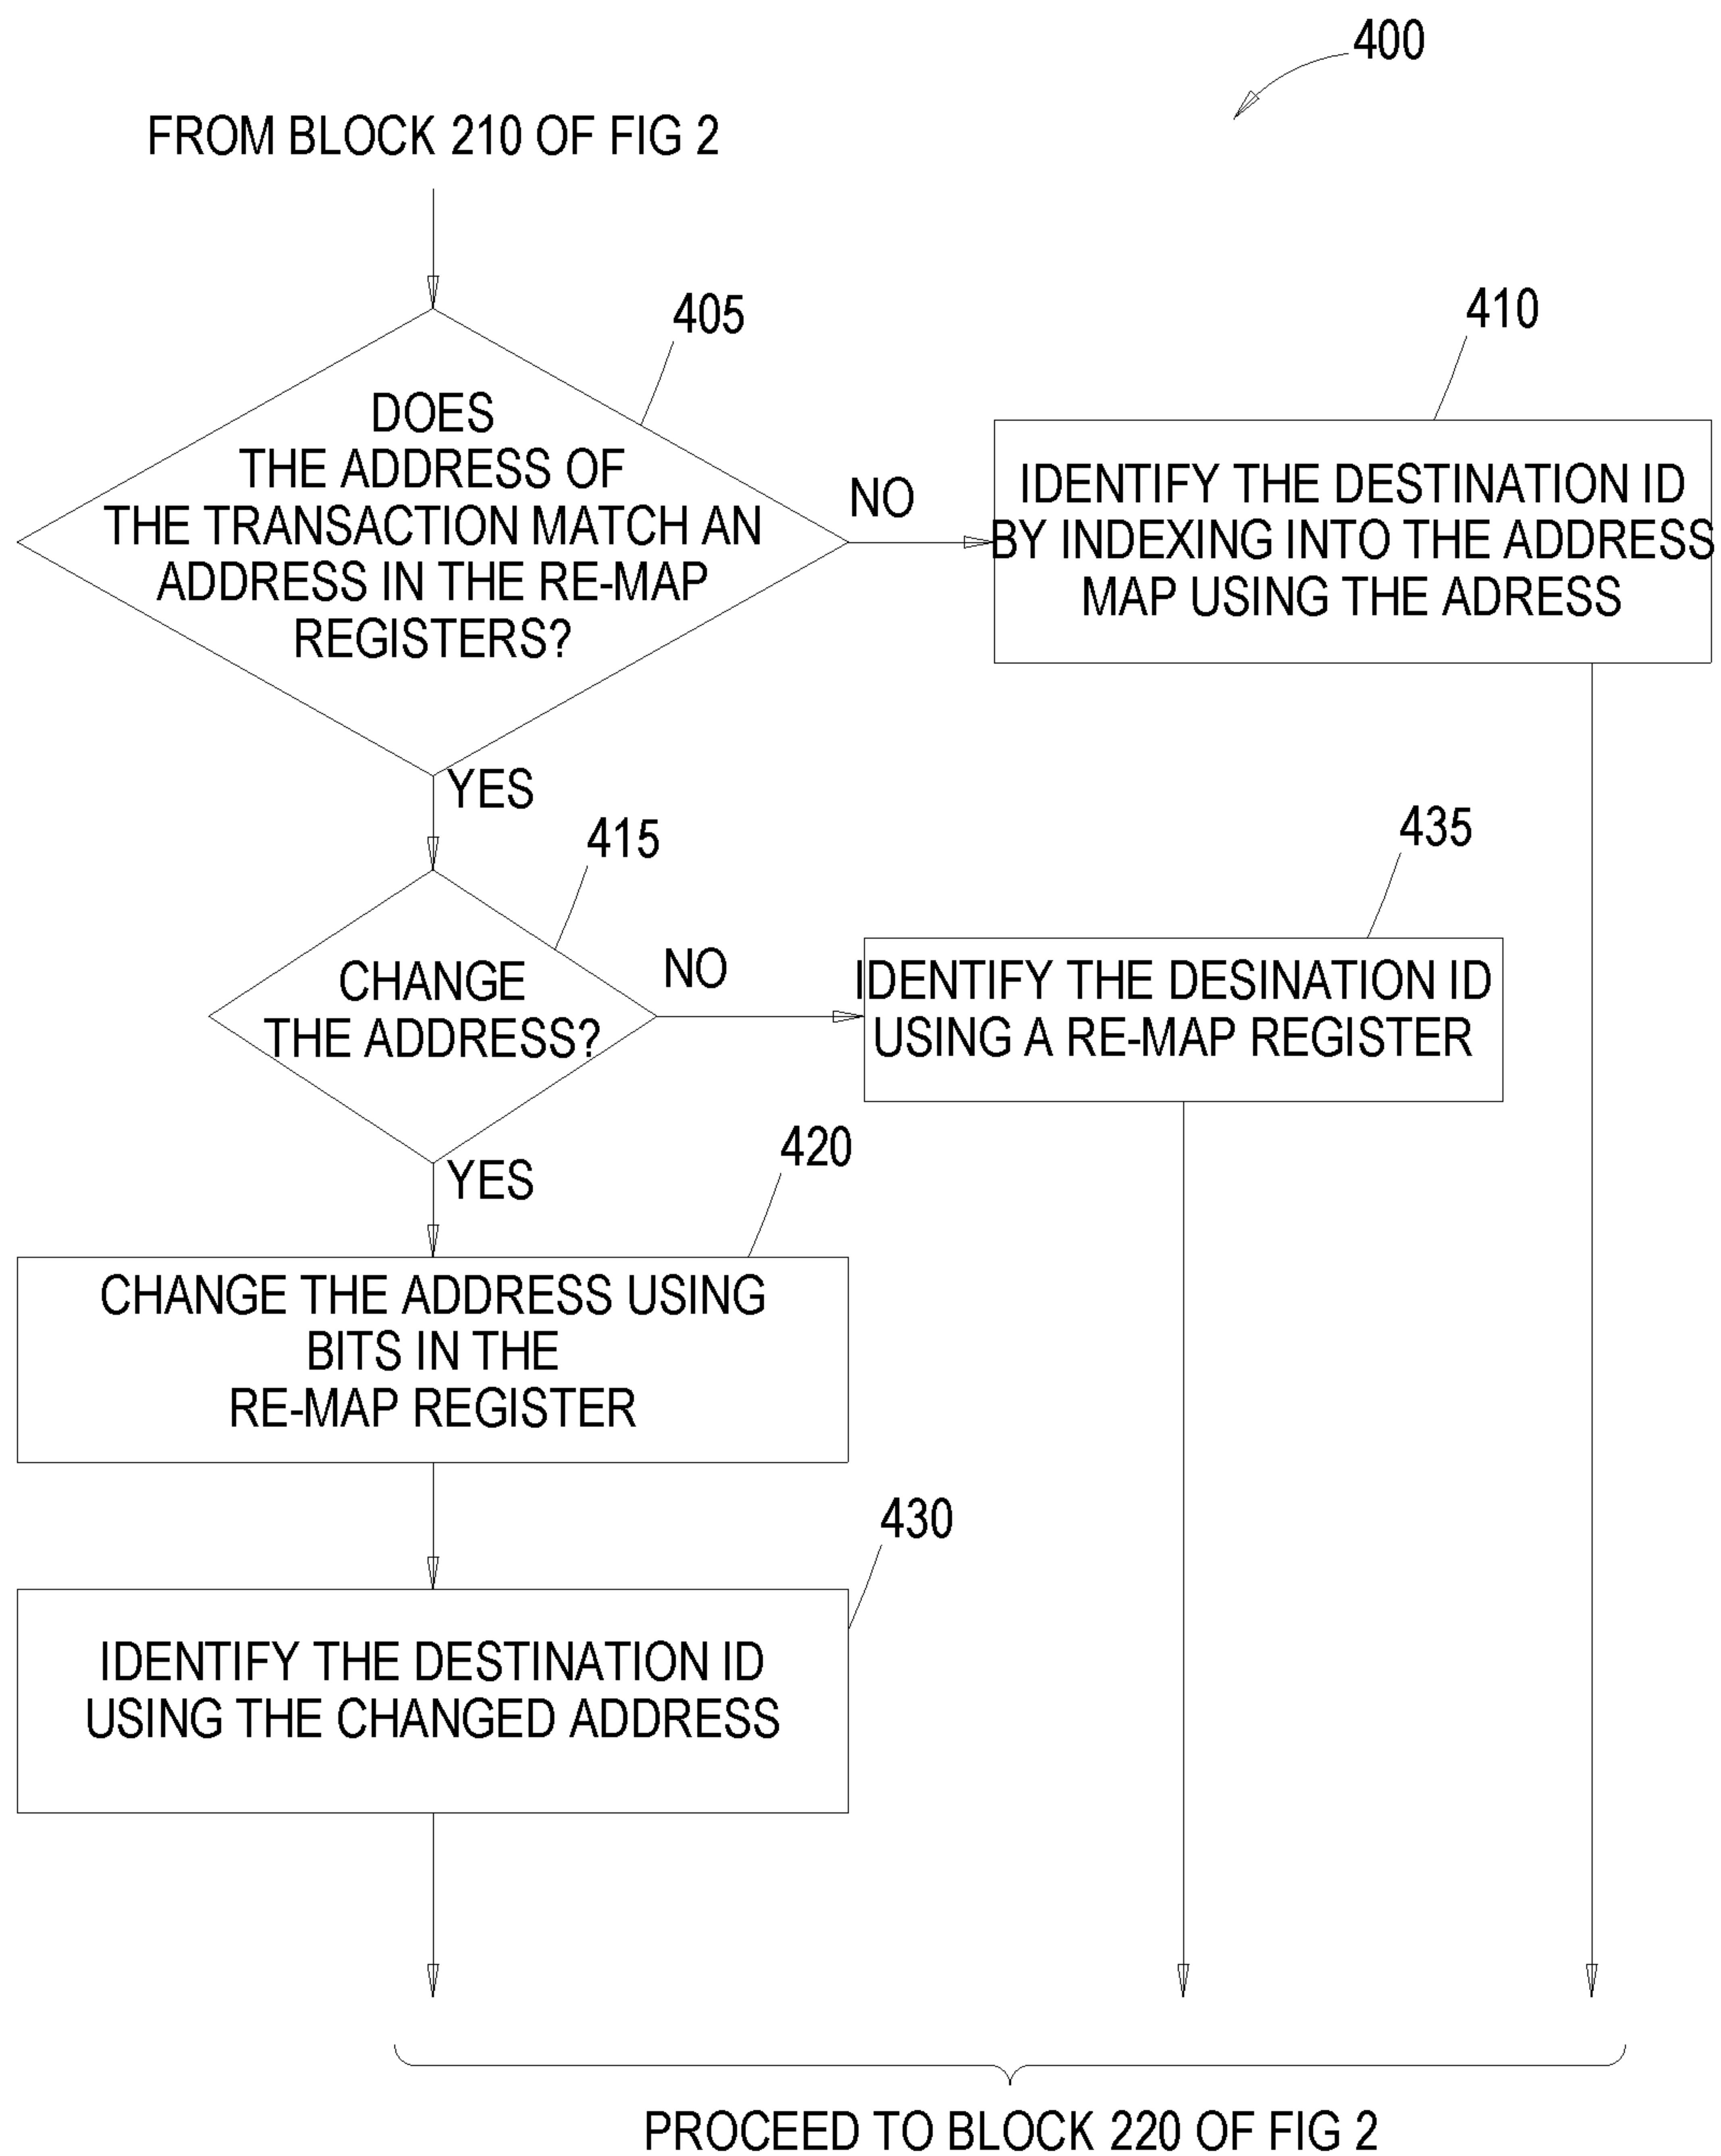 400
FROM BLOCK 210 OF FIG 2
405
DOES
THE ADDRESS OF
THE TRANSACTION MATCH AN
ADDRESS IN THE RE-MAP
REGISTERS?
NO
410
IDENTIFY THE DESTINATION ID
BY INDEXING INTO THE ADDRESS
MAP USING THE ADRESS
YES
415
CHANGE
THE ADDRESS?
NO
435
IDENTIFY THE DESINATION ID
USING A RE-MAP REGISTER
YES
420
CHANGE THE ADDRESS USING
BITS IN THE
RE-MAP REGISTER
430
IDENTIFY THE DESTINATION ID
USING THE CHANGED ADDRESS
PROCEED TO BLOCK 220 OF FIG 2